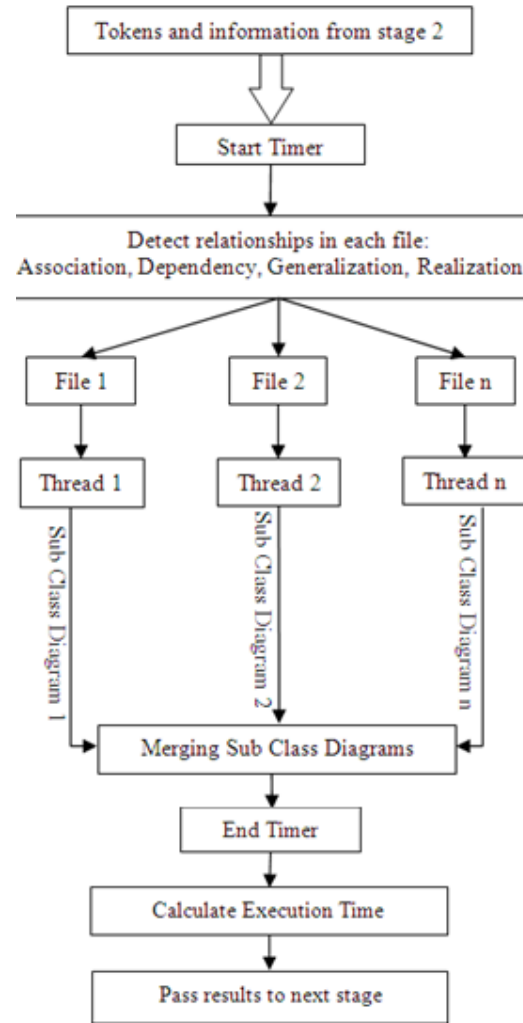 Tokens and information from stage 2
Start Timer
Detect relationships in each file:
Association, Dependency, Generalization, Realization
File 1
File 2
File n
Thread 1
Thread 2
Thread n
Sub Class Diagram 1
Sub Class Diagram 2
Sub Class Diagram n
Merging Sub Class Diagrams
End Timer
Calculate Execution Time
Pass results to next stage